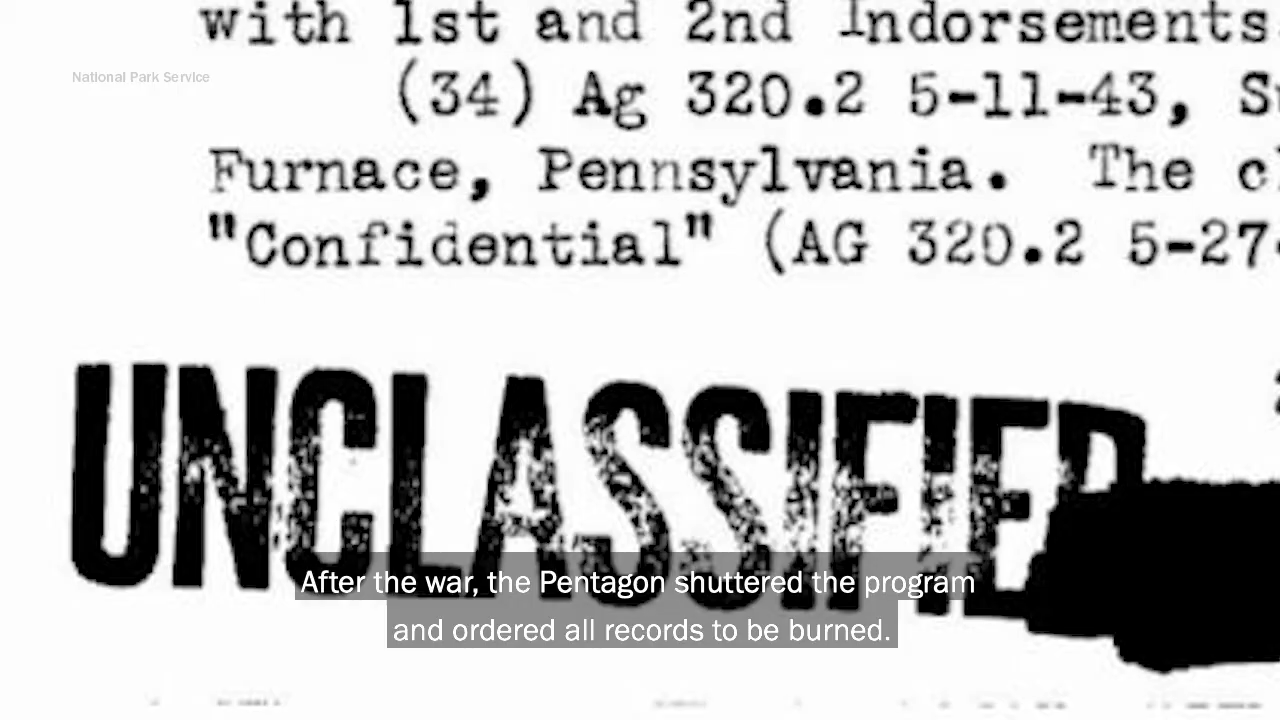 with 1st and 2nd Indorsements
National Park Service
(34) Ag 320.2 5-11-43,
Furnace, Pennsylvania. The
"Confidential" (AG 320.2 5-27
UNCLASSIFIED
After the war, the Pentagon shuttered the program
and ordered all records to be burned.